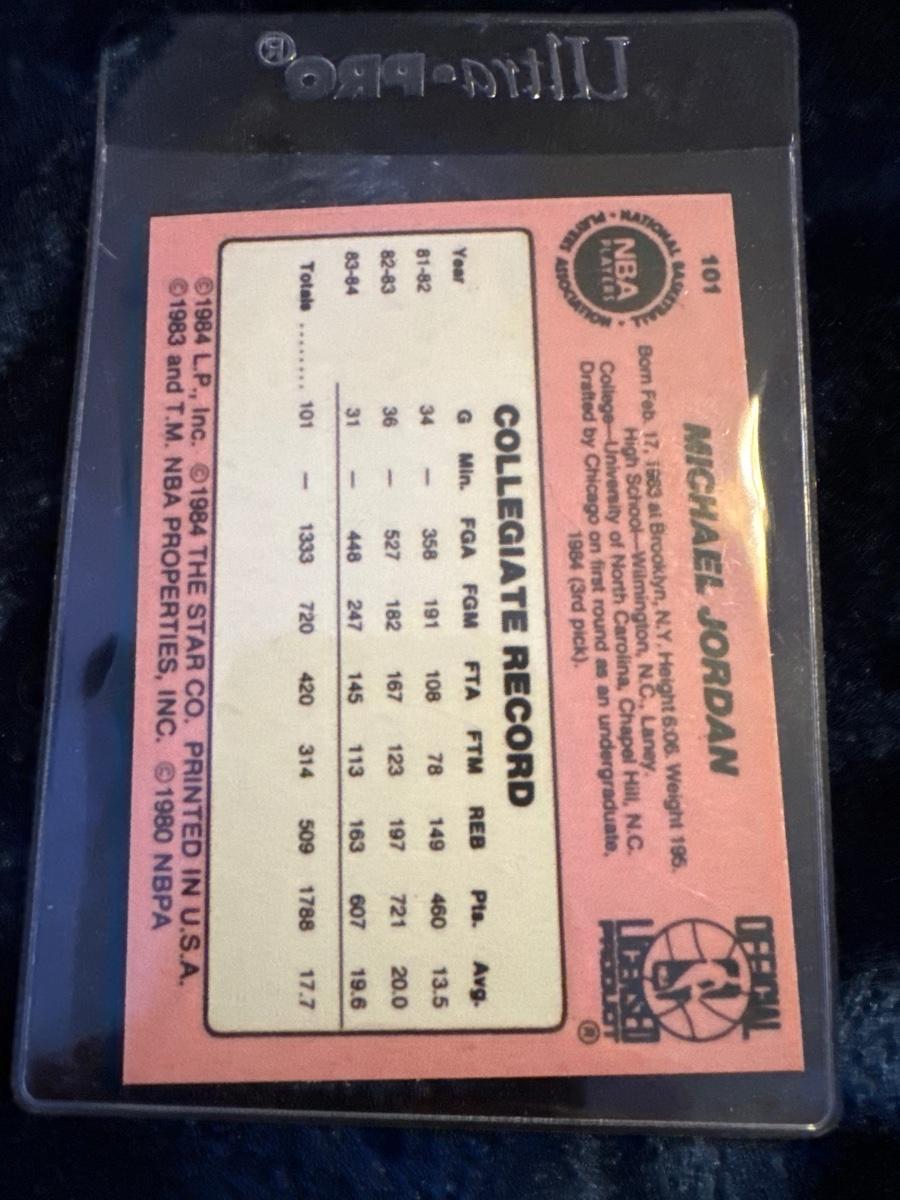 Ultra•PRO®
101
NATIONAL BASKETBALL PLAYERS ASSOCIATION
NBA
PLAYERS
MICHAEL JORDAN
Born Feb. 17, 1963 at Brooklyn, N.Y. Height 6:06. Weight 195.
High School—Wilmington, N.C., Laney.
College—University of North Carolina, Chapel Hill, N.C.
Drafted by Chicago on first round as an undergraduate,
1984 (3rd pick).
OFFICIAL
LICENSED
PRODUCT
®
COLLEGIATE RECORD
Year G Min. FGA FGM FTA FTM REB Pts. Avg.
81-82 34 — 358 191 108 78 149 460 13.5
82-83 36 — 527 182 167 123 197 721 20.0
83-84 31 — 448 247 145 113 163 607 19.6
Totals ......... 101 — 1333 720 420 314 509 1788 17.7
©1984 L.P., Inc. ©1984 THE STAR CO. PRINTED IN U.S.A.
©1983 and T.M. NBA PROPERTIES, INC. ©1980 NBPA